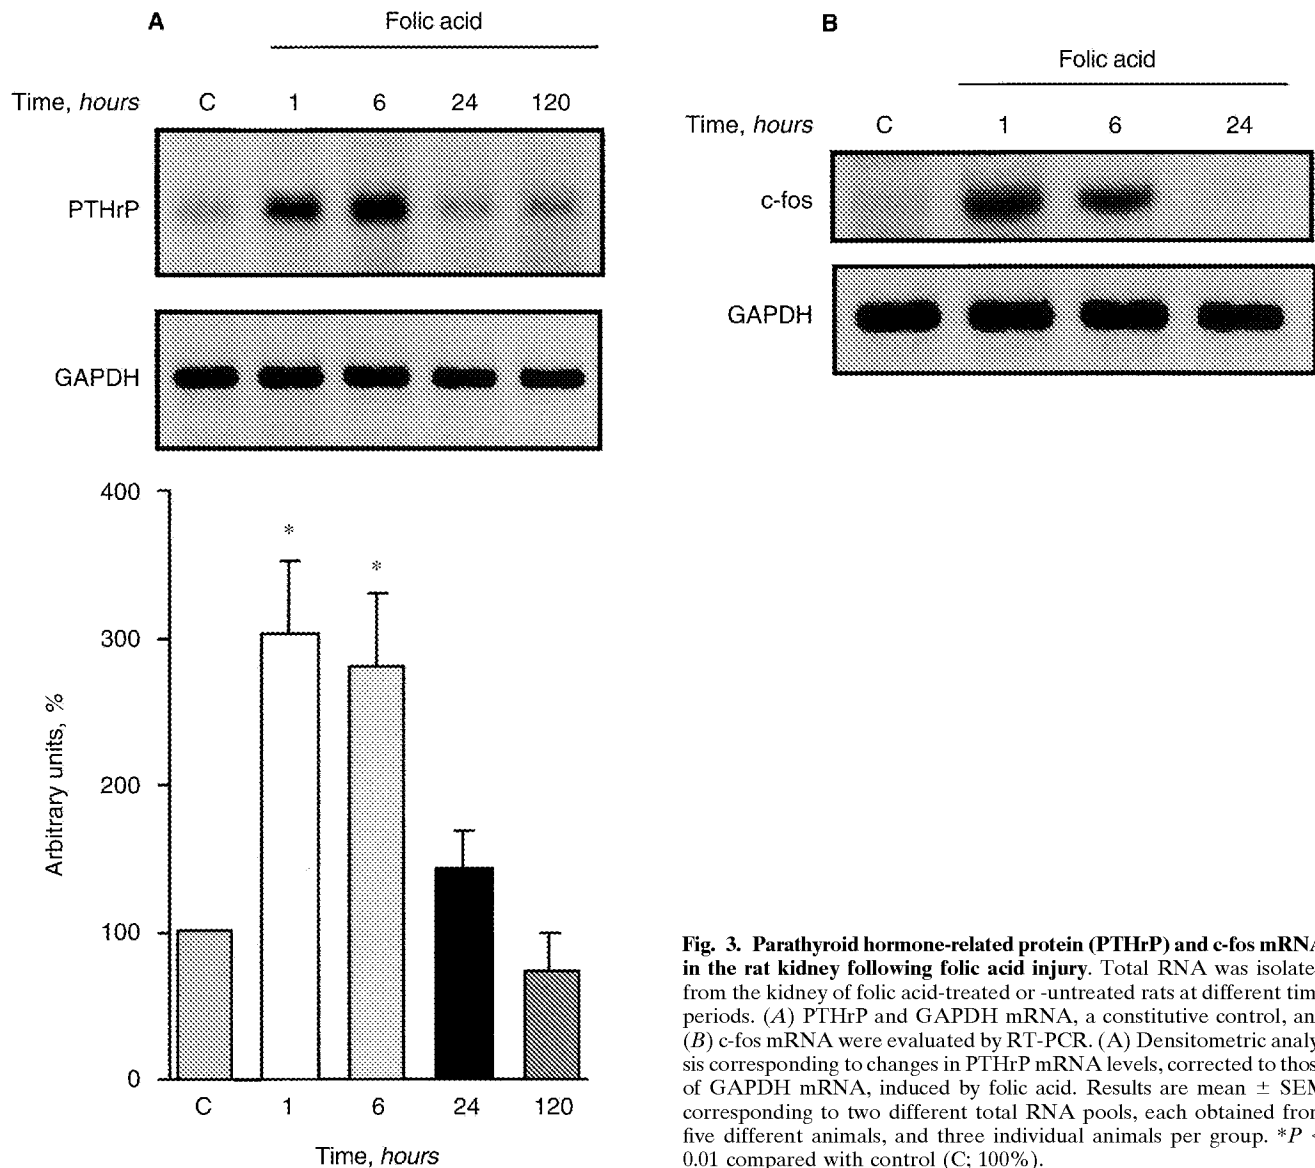 A
Folic acid
Time, hours C 1 6 24 120
PTHrP
GAPDH
400
300
200
100
0
Arbitrary units, %
* *
C 1 6 24 120
Time, hours
B
Folic acid
Time, hours C 1 6 24
c-fos
GAPDH
Fig. 3. Parathyroid hormone-related protein (PTHrP) and c-fos mRNA
in the rat kidney following folic acid injury. Total RNA was isolate
from the kidney of folic acid-treated or -untreated rats at different tim
periods. (A) PTHrP and GAPDH mRNA, a constitutive control, an
(B) c-fos mRNA were evaluated by RT-PCR. (A) Densitometric analy
sis corresponding to changes in PTHrP mRNA levels, corrected to thos
of GAPDH mRNA, induced by folic acid. Results are mean ± SEM
corresponding to two different total RNA pools, each obtained from
five different animals, and three individual animals per group. *P <
0.01 compared with control (C; 100%).